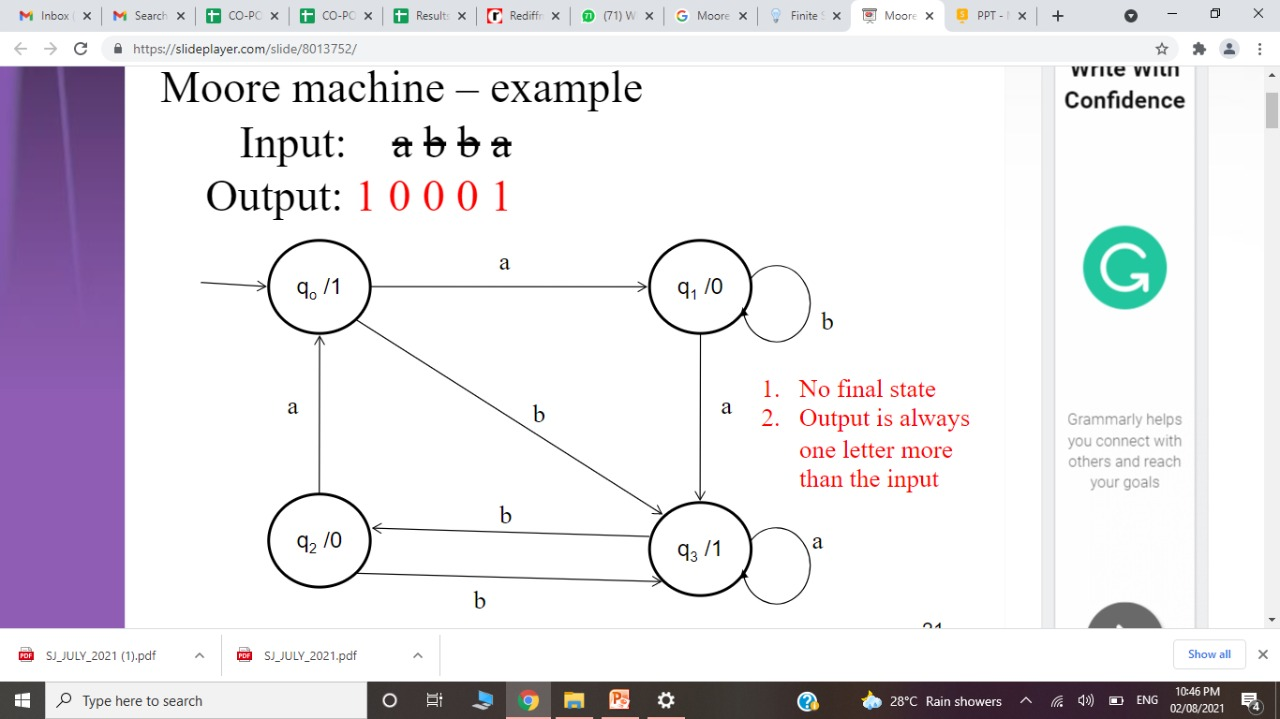 Inbox (
Search
CO-PO
CO-PO
Results
Rediff
(71) W
Moore
Finite S
Moore
PPT - M
https://slideplayer.com/slide/8013752/
Moore machine – example
Input: a b b a
Output: 1 0 0 0 1
Write With
Confidence
a
q₀ /1
q₁ /0
b
1. No final state
2. Output is always
one letter more
than the input
a
b
a
Grammarly helps
you connect with
others and reach
your goals
b
q₂ /0
q₃ /1
a
b
SJ_JULY_2021 (1).pdf
SJ_JULY_2021.pdf
Show all
Type here to search
28°C Rain showers
ENG
10:46 PM
02/08/2021
4